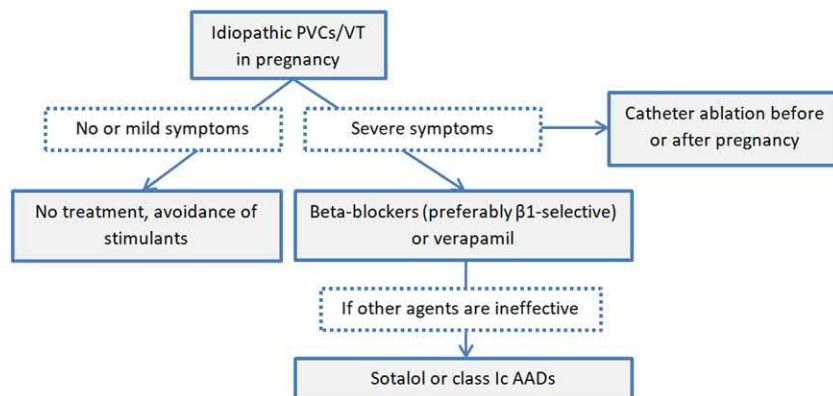 Idiopathic PVCs/VT
in pregnancy
No or mild symptoms
Severe symptoms
Catheter ablation before
or after pregnancy
No treatment, avoidance of
stimulants
Beta-blockers (preferably β1-selective)
or verapamil
If other agents are ineffective
Sotalol or class Ic AADs